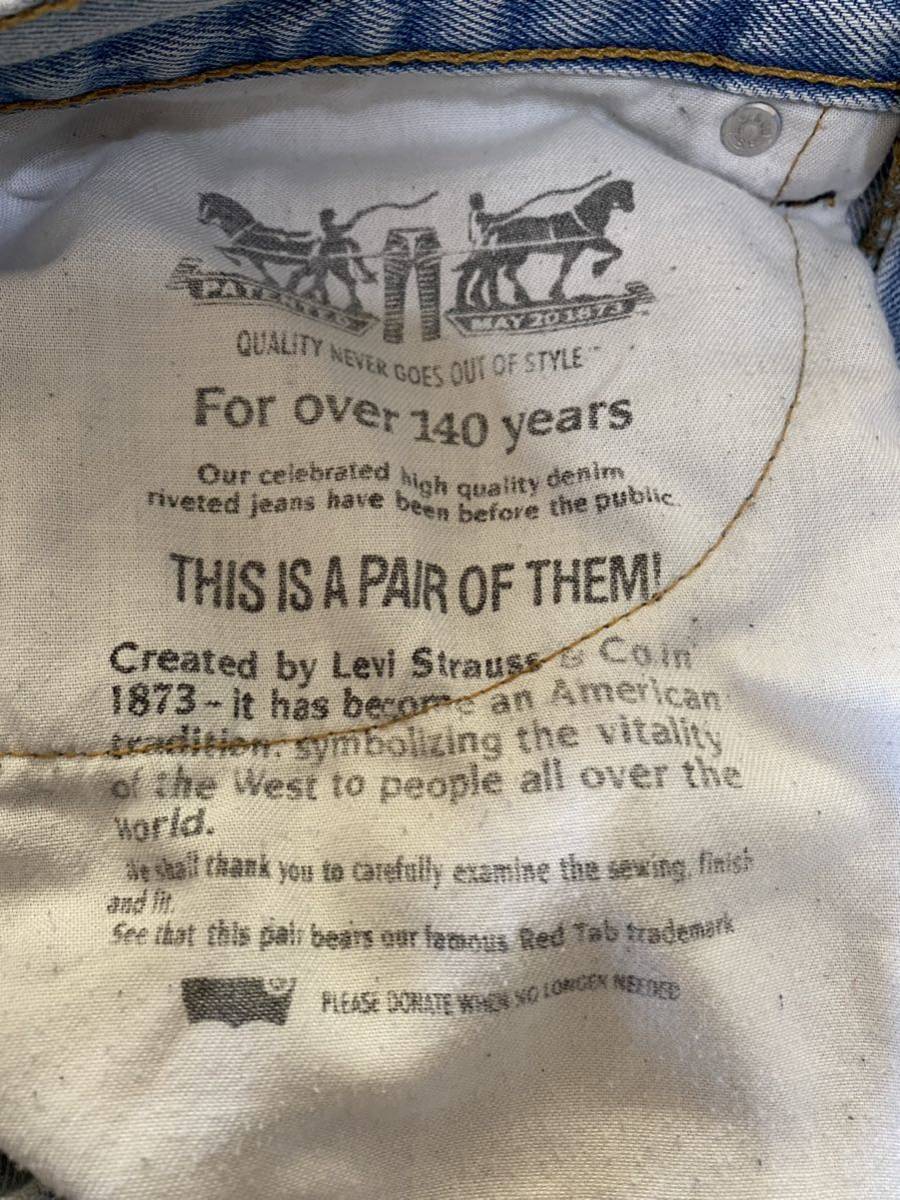 PATENTED
MAY 20 1873
QUALITY NEVER GOES OUT OF STYLE™
For over 140 years
Our celebrated high quality denim
riveted jeans have been before the public.
THIS IS A PAIR OF THEM!
Created by Levi Strauss & Co.in
1873-it has become an American
tradition, symbolizing the vitality
of the West to people all over the
world.
We shall thank you to carefully examine the sewing, finish
and fit.
See that this pair bears our famous Red Tab trademark
PLEASE DONATE WHEN NO LONGER NEEDED